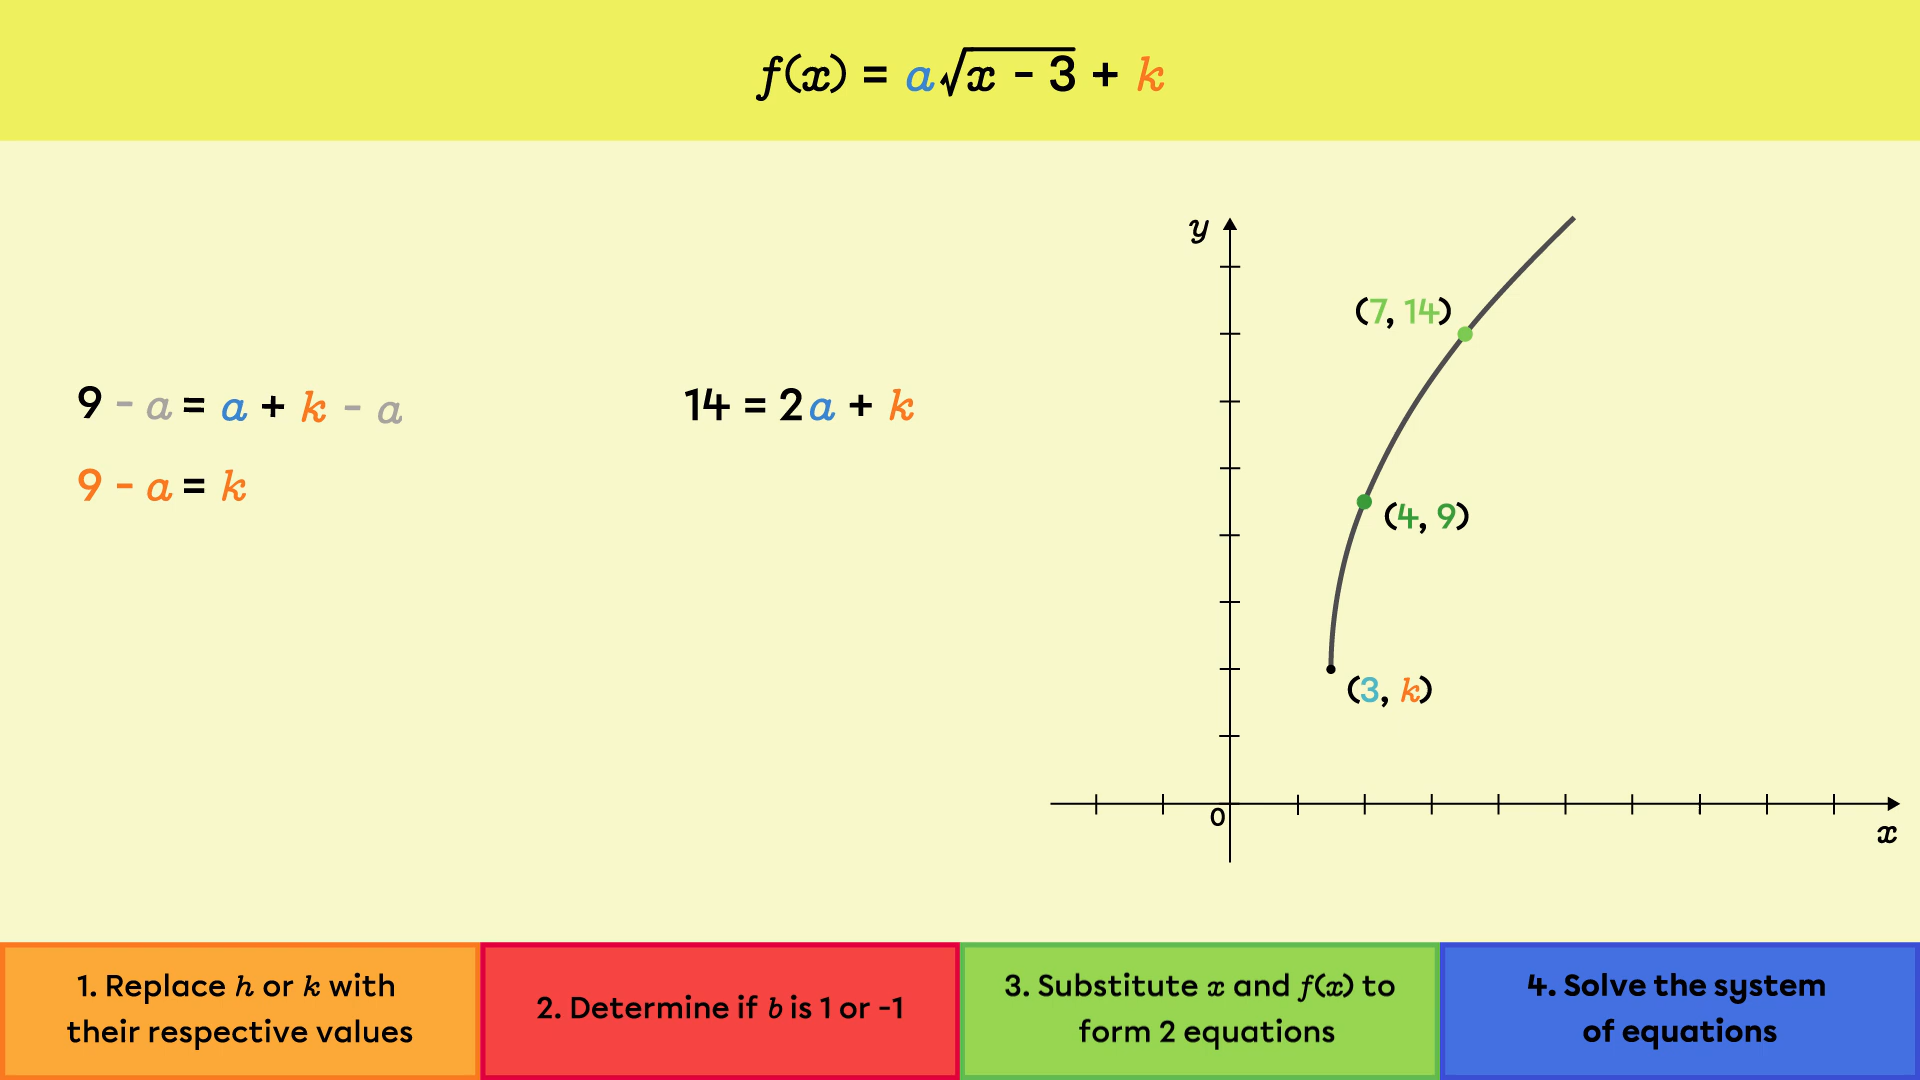 f(x) = a√(x - 3) + k
9 - a = a + k - a
9 - a = k
14 = 2a + k
y
(7, 14)
(4, 9)
(3, k)
0
x
1. Replace h or k with
their respective values
2. Determine if b is 1 or -1
3. Substitute x and f(x) to
form 2 equations
4. Solve the system
of equations